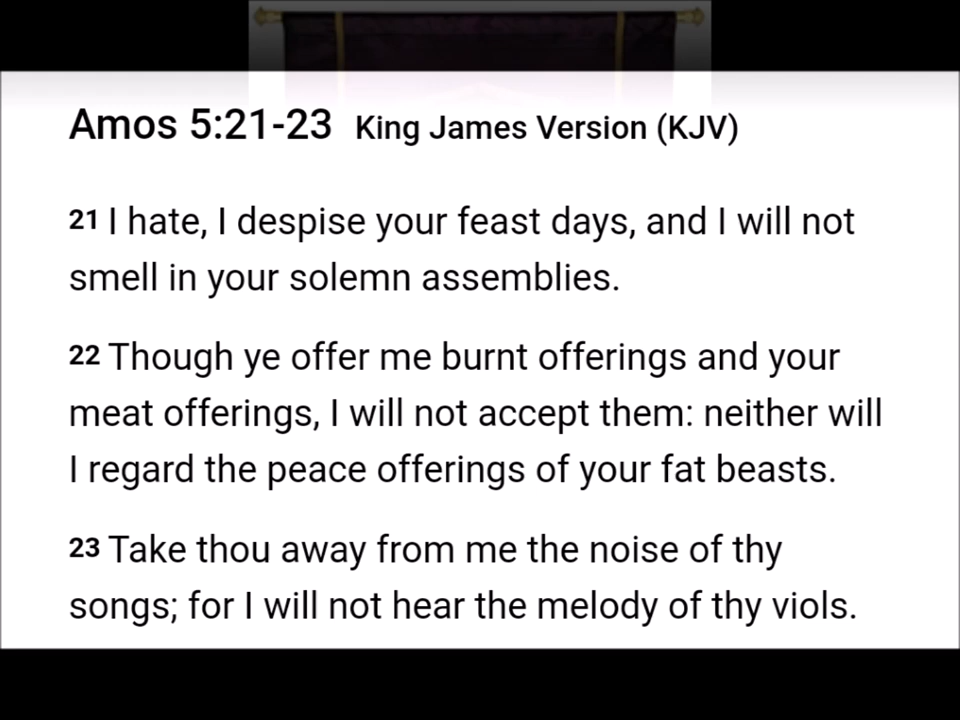 Amos 5:21-23 King James Version (KJV)
21 I hate, I despise your feast days, and I will not
smell in your solemn assemblies.
22 Though ye offer me burnt offerings and your
meat offerings, I will not accept them: neither will
I regard the peace offerings of your fat beasts.
23 Take thou away from me the noise of thy
songs; for I will not hear the melody of thy viols.